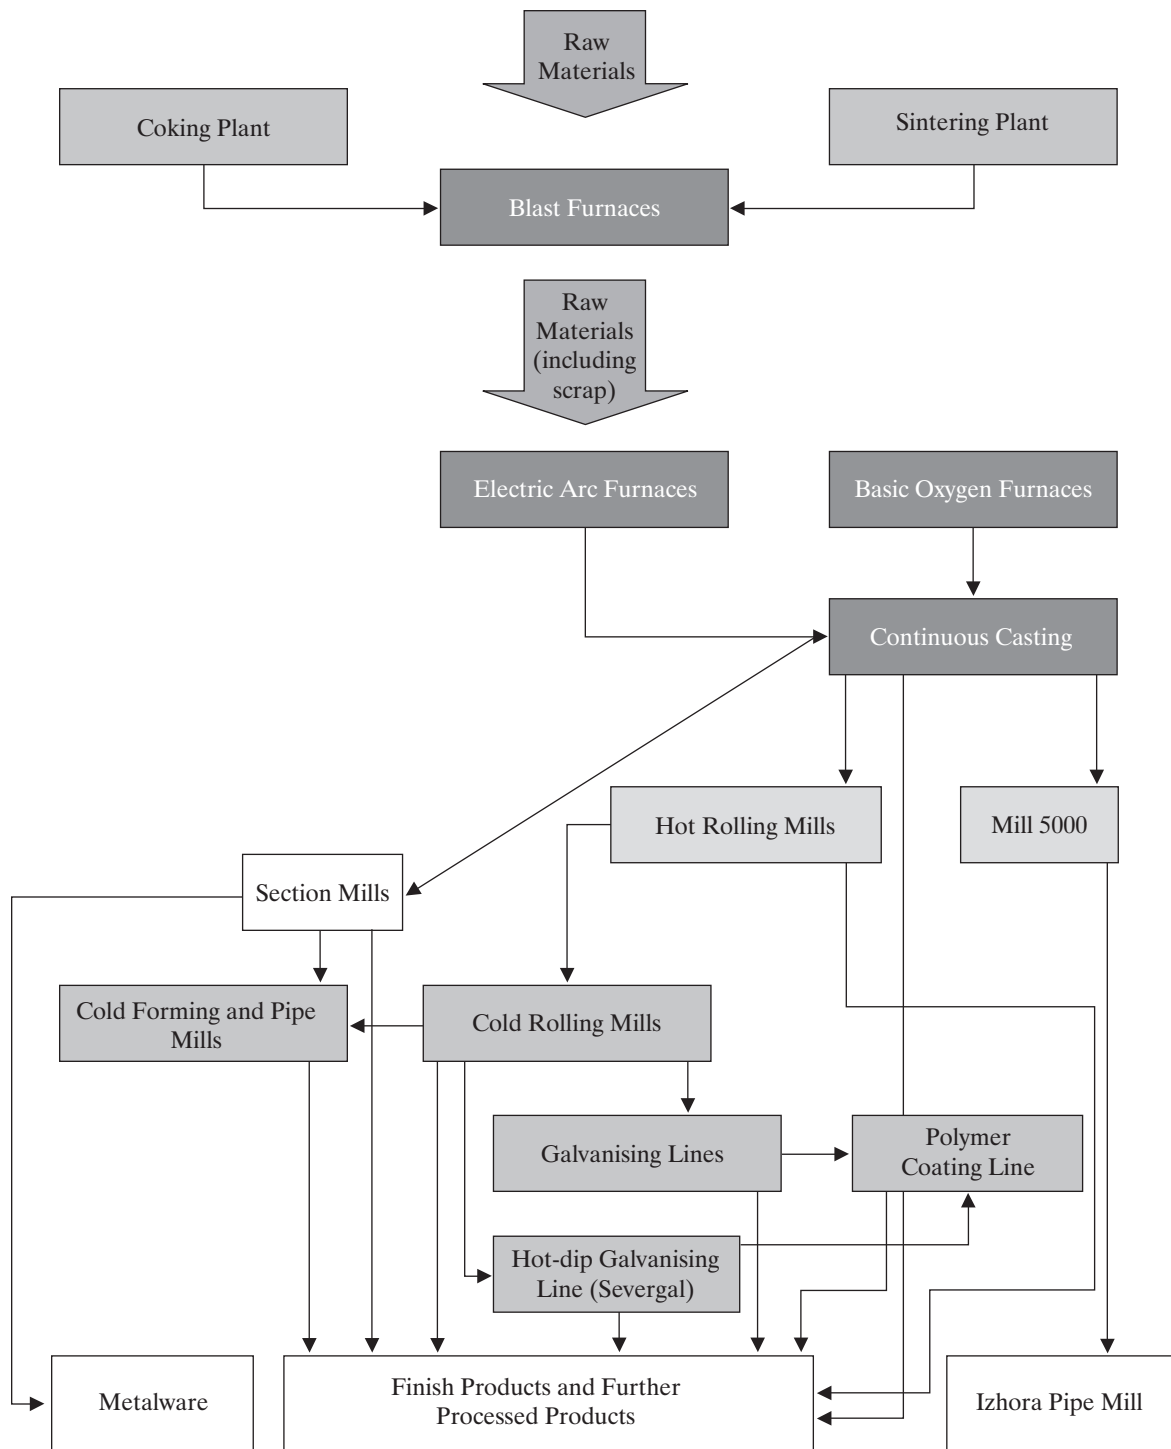 Raw
Materials
Coking Plant
Sintering Plant
Blast Furnaces
Raw
Materials
(including
scrap)
Electric Arc Furnaces
Basic Oxygen Furnaces
Continuous Casting
Hot Rolling Mills
Mill 5000
Section Mills
Cold Forming and Pipe
Mills
Cold Rolling Mills
Galvanising Lines
Polymer
Coating Line
Hot-dip Galvanising
Line (Severgal)
Metalware
Finish Products and Further
Processed Products
Izhora Pipe Mill